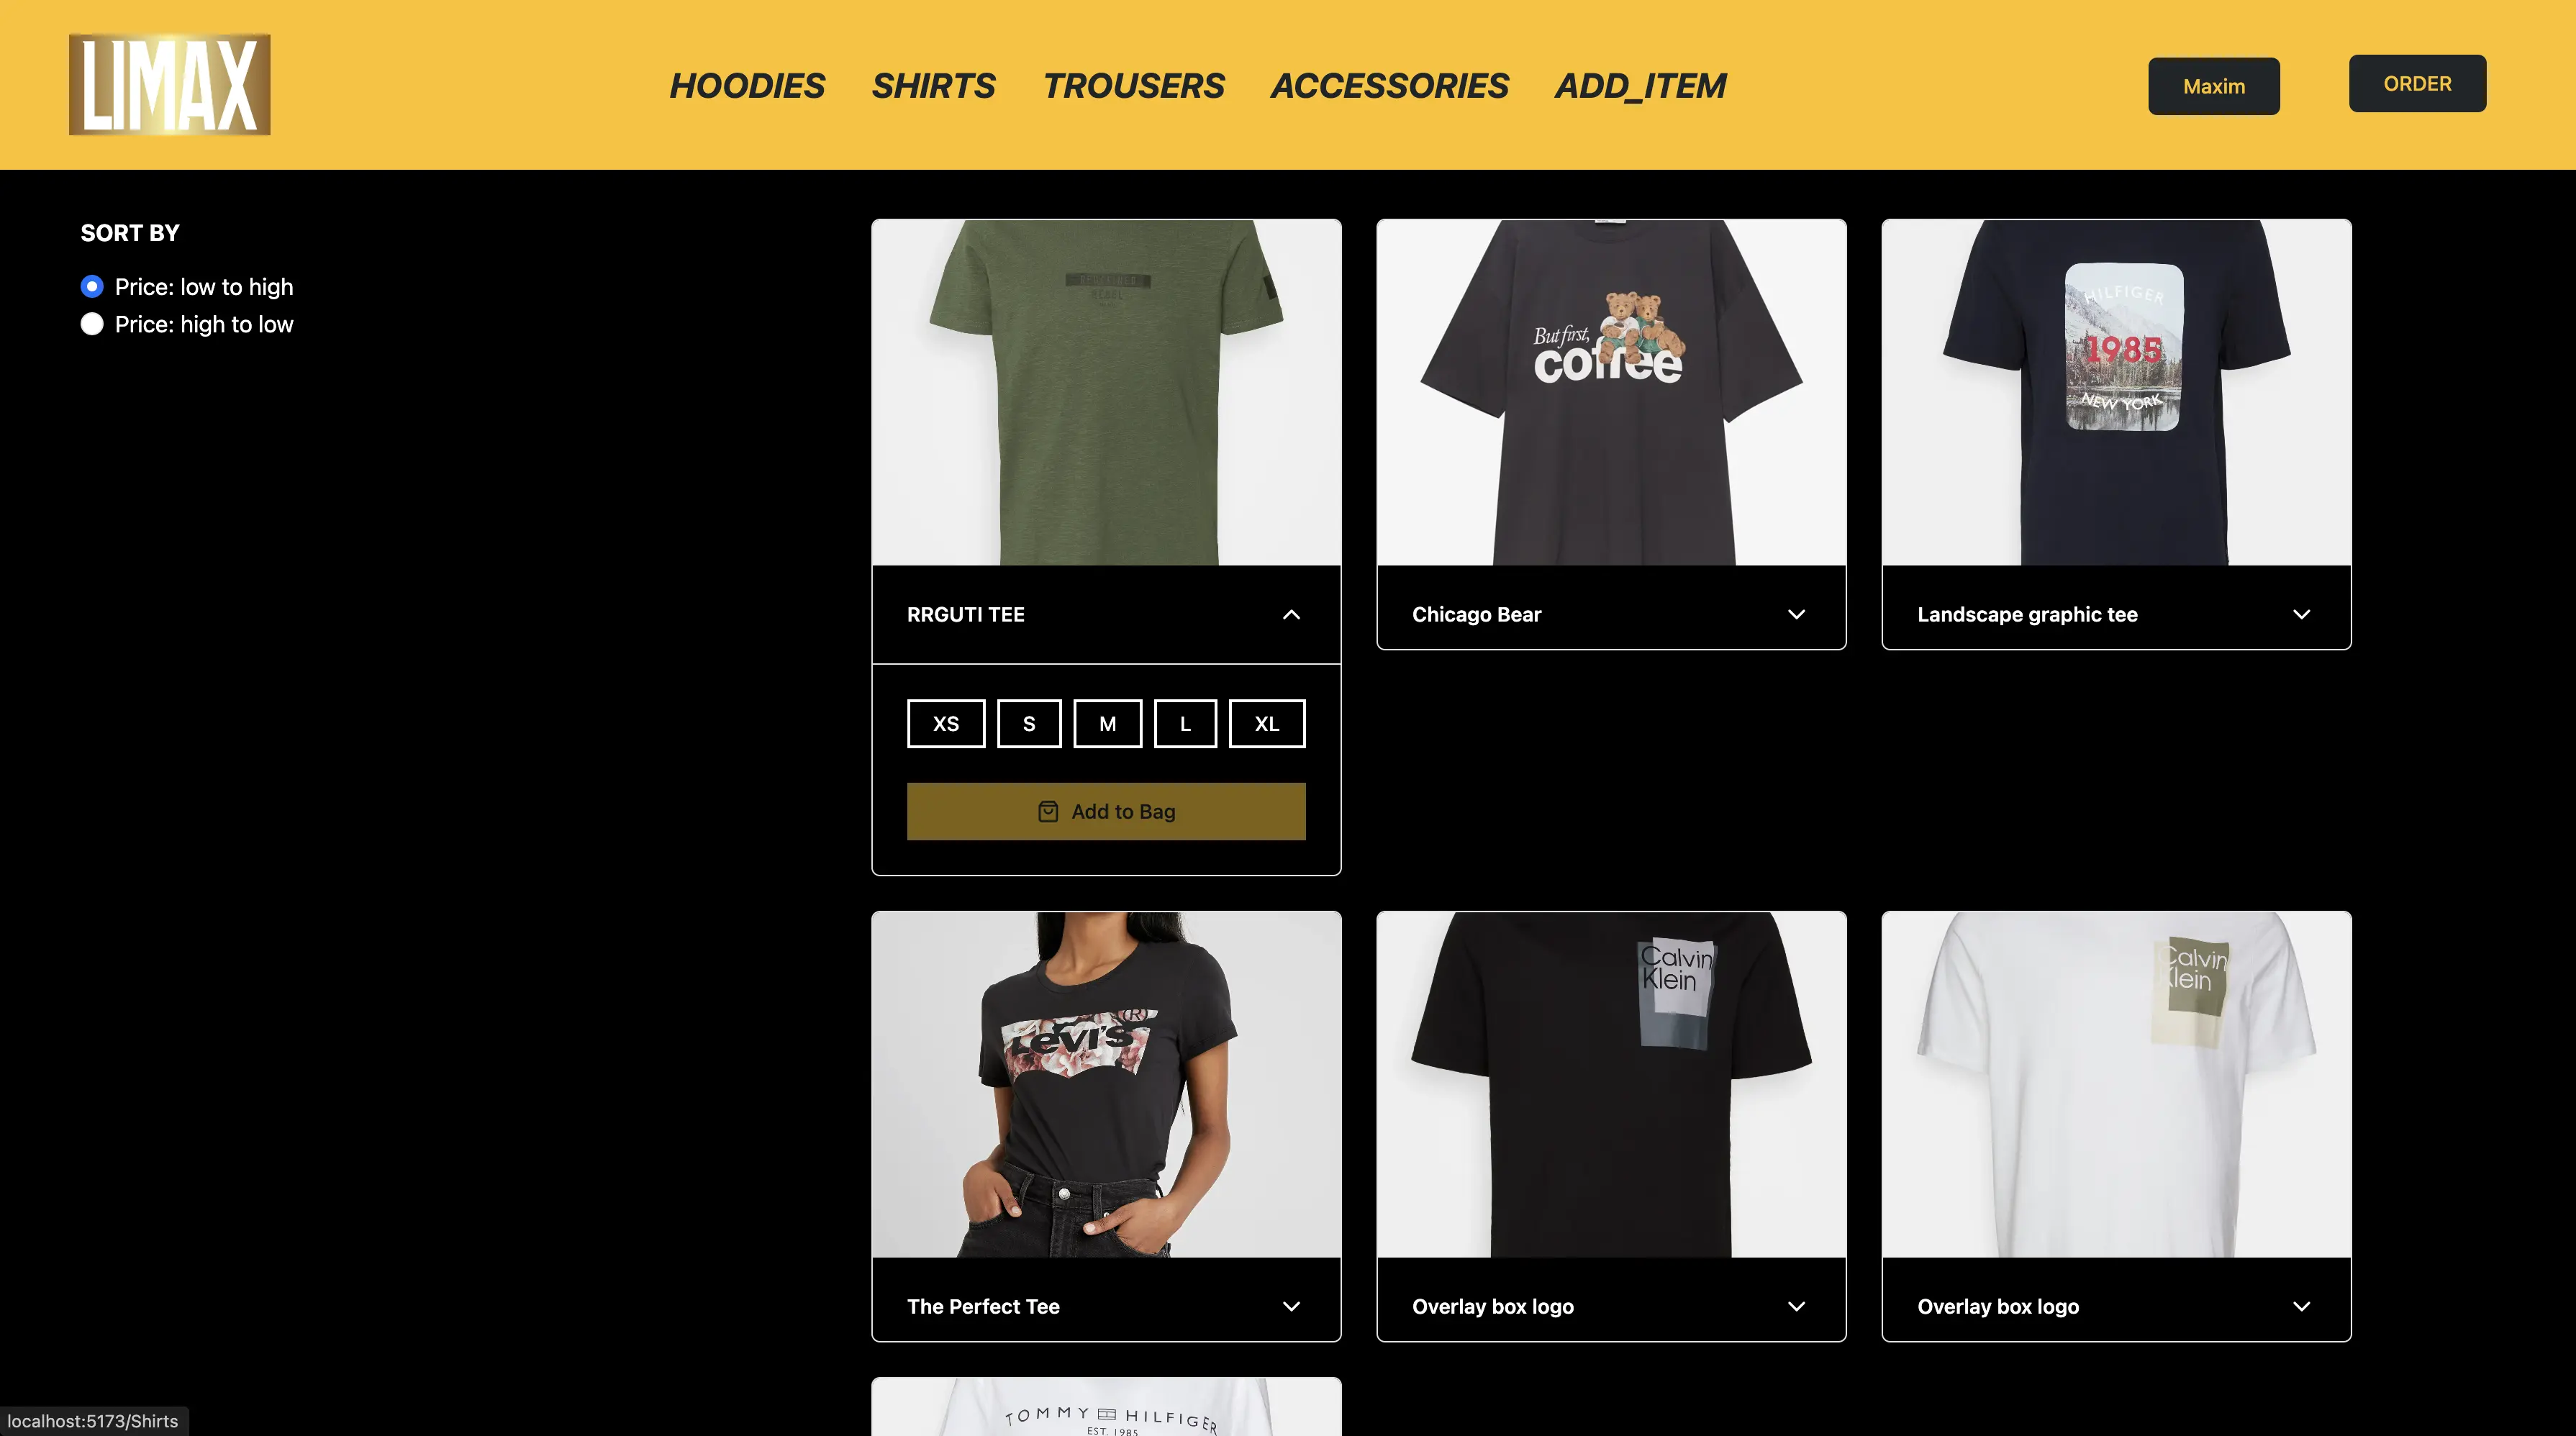 LIMAX
HOODIES SHIRTS TROUSERS ACCESSORIES ADD_ITEM
Maxim
ORDER
SORT BY
Price: low to high
Price: high to low
But first,
coffee
HILFIGER
1985
NEW YORK
RRGUTI TEE
Chicago Bear
Landscape graphic tee
XS S M L XL
Add to Bag
Levi's
Calvin
Klein
Calvin
Klein
The Perfect Tee
Overlay box logo
Overlay box logo
TOMMY HILFIGER
EST. 1985
localhost:5173/Shirts